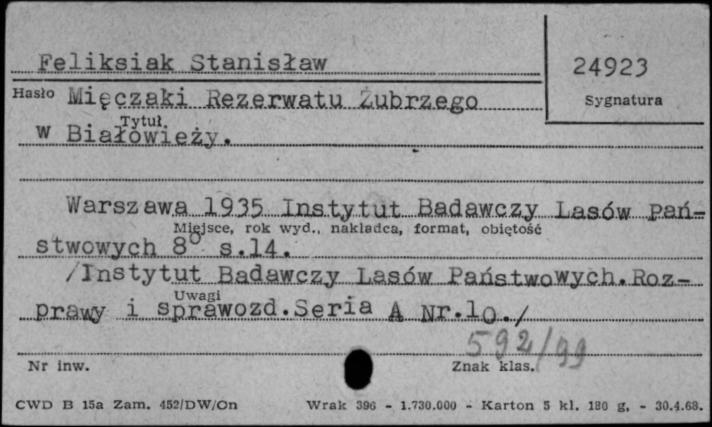 Feliksiak Stanisław
24923
Hasło
Sygnatura
Mięczaki Rezerwatu Żubrzego
Tytuł
w Białowieży.
Warszawa 1935 Instytut Badawczy Lasów Pań-
Miejsce, rok wyd., nakładca, format, objętość
stwowych 8° s.14.
/Instytut Badawczy Lasów Państwowych.Roz-
Uwagi
prawy i sprawozd.Seria A Nr.10./
592/99
Nr inw.
Znak klas.
CWD B 15a Zam. 452/DW/On
Wrak 396 - 1.730.000 - Karton 5 kl. 180 g, - 30.4.68.